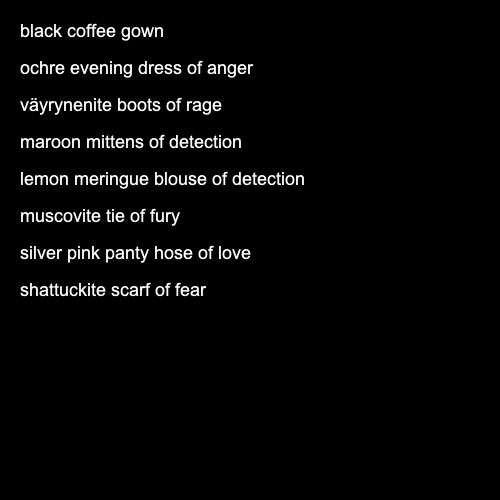 black coffee gown
ochre evening dress of anger
väyrynenite boots of rage
maroon mittens of detection
lemon meringue blouse of detection
muscovite tie of fury
silver pink panty hose of love
shattuckite scarf of fear